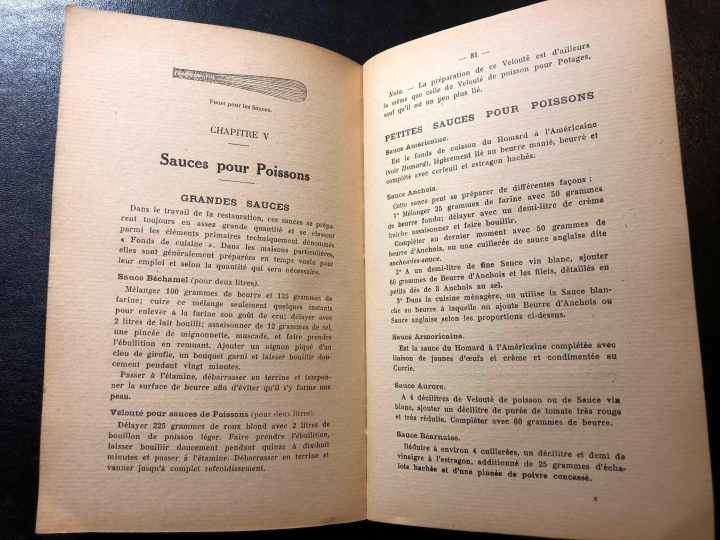 Fouet pour les Sauces.
CHAPITRE V
Sauces pour Poissons
GRANDES SAUCES
Dans le travail de la restauration, ces sauces se prépa-
rent toujours en assez grande quantité et se classent
parmi les éléments primaires techniquement dénommés
« Fonds de cuisine ». Dans les maisons particulières,
elles sont généralement préparées en temps voulu pour
leur emploi et selon la quantité qui sera nécessaire.
Sauce Béchamel (pour deux litres).
Mélanger 100 grammes de beurre et 125 grammes de
farine; cuire ce mélange seulement quelques instants
pour enlever à la farine son goût de cru; délayer avec
2 litres de lait bouilli; assaisonner de 12 grammes de sel,
une pincée de mignonnette, muscade, et faire prendre
l'ébullition en remuant. Ajouter un oignon piqué d'un
clou de girofle, un bouquet garni et laisser bouillir dou-
cement pendant vingt minutes.
Passer à l'étamine, débarrasser en terrine et tampon-
ner la surface de beurre afin d'éviter qu'il s'y forme une
peau.
Velouté pour sauces de Poissons (pour deux litres).
Délayer 225 grammes de roux blond avec 2 litres de
bouillon de poisson léger. Faire prendre l'ébullition,
laisser bouillir doucement pendant quinze à dix-huit
minutes et passer à l'étamine. Débarrasser en terrine et
vanner jusqu'à complet refroidissement.
— 81 —
Nota. — La préparation de ce Velouté est d'ailleurs
la même que celle du Velouté de poisson pour Potages,
sauf qu'il est un peu plus lié.
PETITES SAUCES POUR POISSONS
Sauce Américaine.
Est le fonds de cuisson du Homard à l'Américaine
(voir Homard), légèrement lié au beurre manié, beurré et
complété avec cerfeuil et estragon hachés.
Sauce Anchois.
Cette sauce peut se préparer de différentes façons :
1° Mélanger 25 grammes de farine avec 50 grammes
de beurre fondu; délayer avec un demi-litre de crème
fraîche assaisonner et faire bouillir.
Compléter au dernier moment avec 50 grammes de
beurre d'Anchois, ou une cuillerée de sauce anglaise dite
anchovies-sauce.
2° A un demi-litre de fine Sauce vin blanc, ajouter
60 grammes de Beurre d'Anchois et les filets, détaillés en
petits dés de 3 Anchois au sel.
3° Dans la cuisine ménagère, on utilise la Sauce blan-
che en beurre à laquelle on ajoute Beurre d'Anchois ou
Sauce anglaise selon les proportions ci-dessus.
Sauce Armoricaine.
Est la sauce du Homard à l'Américaine complétée avec
liaison de jaunes d'œufs et crème et condimentée au
Currie.
Sauce Aurore.
A 4 décilitres de Velouté de poisson ou de Sauce vin
blanc, ajouter un décilitre de purée de tomate très rouge
et très réduite. Compléter avec 60 grammes de beurre.
Sauce Béarnaise.
Réduire à environ 4 cuillerées, un décilitre et demi de
vinaigre à l'estragon, additionné de 25 grammes d'écha-
lote hachée et d'une pincée de poivre concassé.